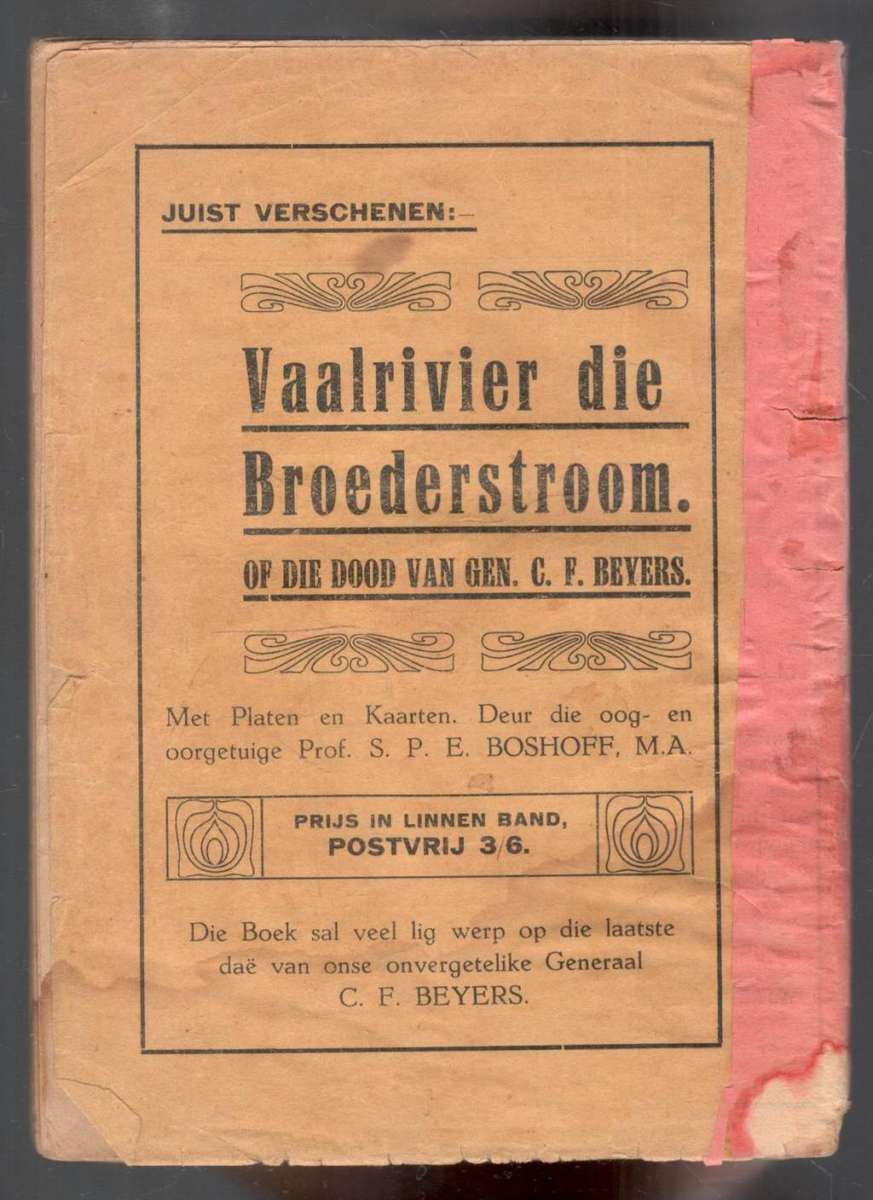 JUIST VERSCHENEN:—
Vaalrivier die
Broederstroom.
OF DIE DOOD VAN GEN. C. F. BEYERS.
Met Platen en Kaarten. Deur die oog- en
oorgetuige Prof. S. P. E. BOSHOFF, M.A.
PRIJS IN LINNEN BAND,
POSTVRIJ 3/6.
Die Boek sal veel lig werp op die laatste
daë van onse onvergetelike Generaal
C. F. BEYERS.